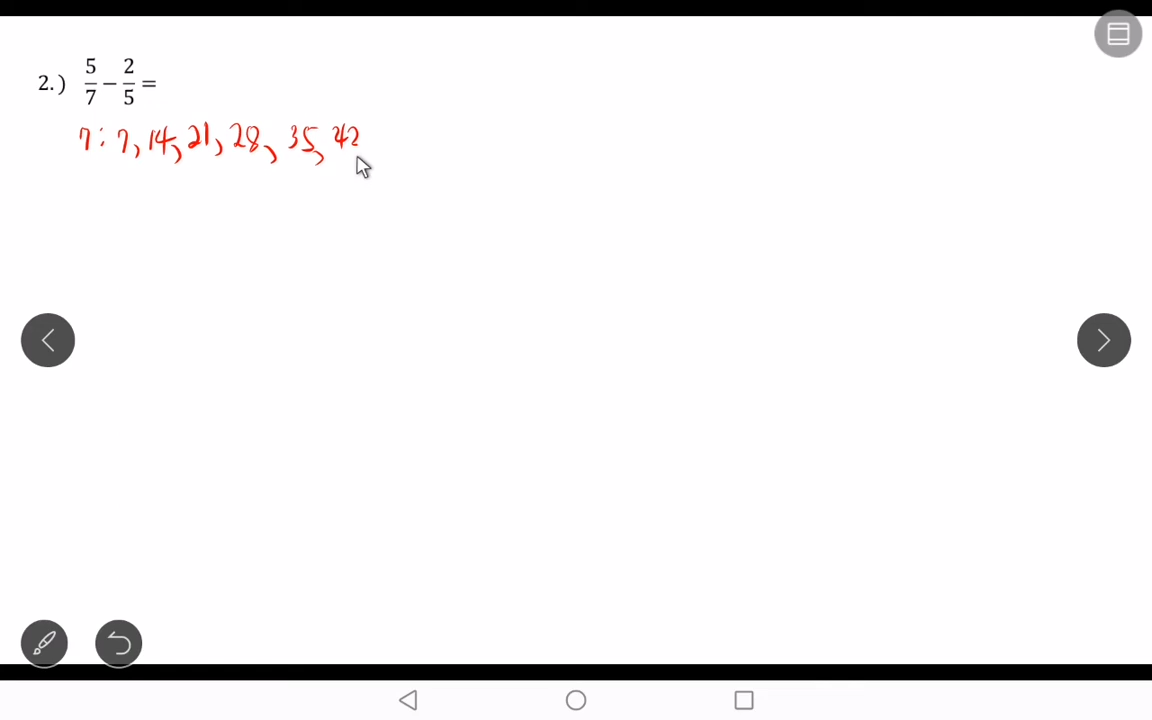 2.) 5/7 − 2/5 =
7: 7, 14, 21, 28, 35, 42